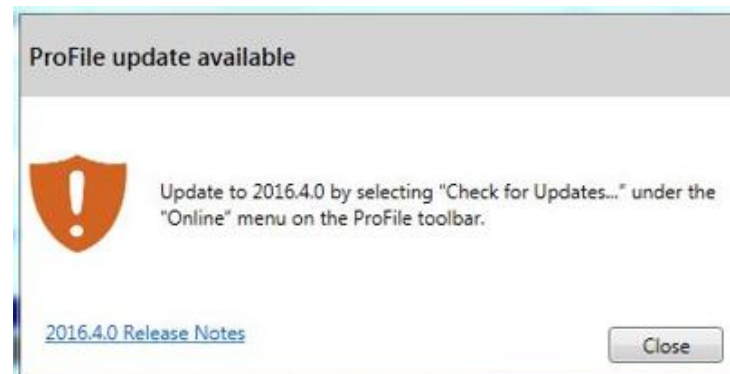 ProFile update available
Update to 2016.4.0 by selecting "Check for Updates..." under the
"Online" menu on the ProFile toolbar.
2016.4.0 Release Notes
Close